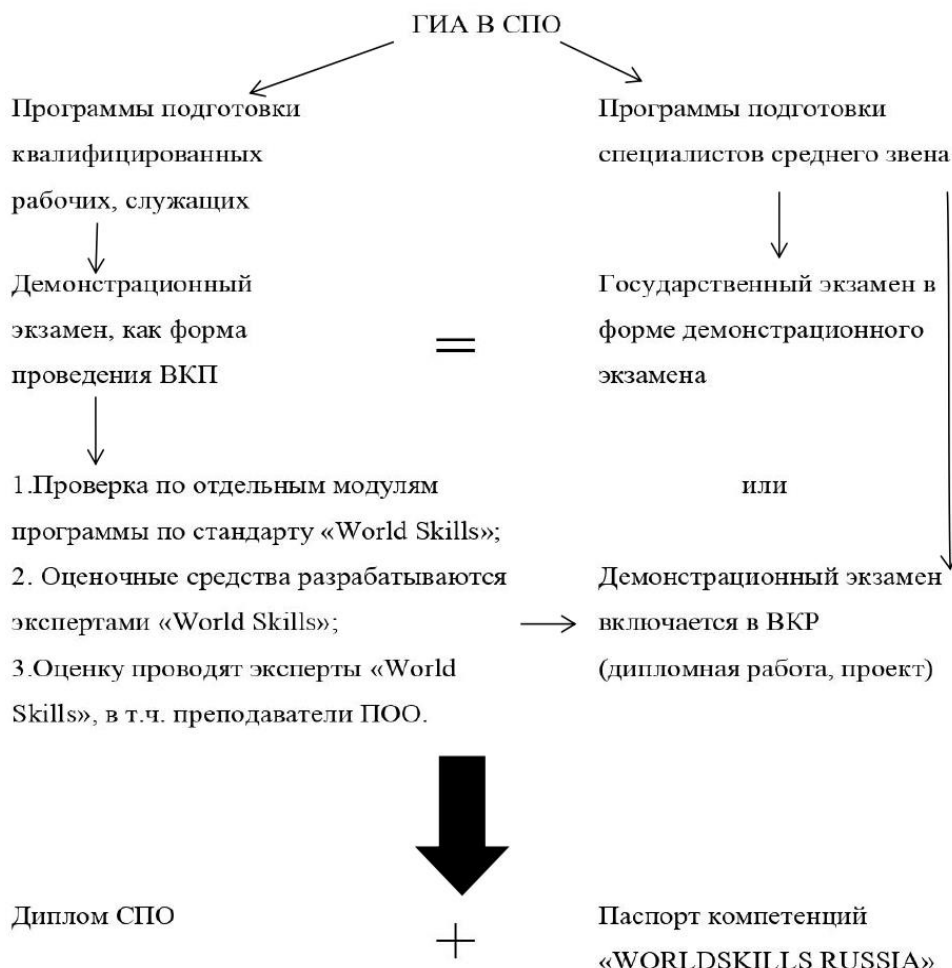 ГИА В СПО
Программы подготовки
квалифицированных
рабочих, служащих
Программы подготовки
специалистов среднего звена
Демонстрационный
экзамен, как форма
проведения ВКП
=
Государственный экзамен в
форме демонстрационного
экзамена
1.Проверка по отдельным модулям
программы по стандарту «World Skills»;
2. Оценочные средства разрабатываются
экспертами «World Skills»;
3.Оценку проводят эксперты «World
Skills», в т.ч. преподаватели ПОО.
или
Демонстрационный экзамен
включается в ВКР
(дипломная работа, проект)
Диплом СПО
+
Паспорт компетенций
«WORLDSKILLS RUSSIA»